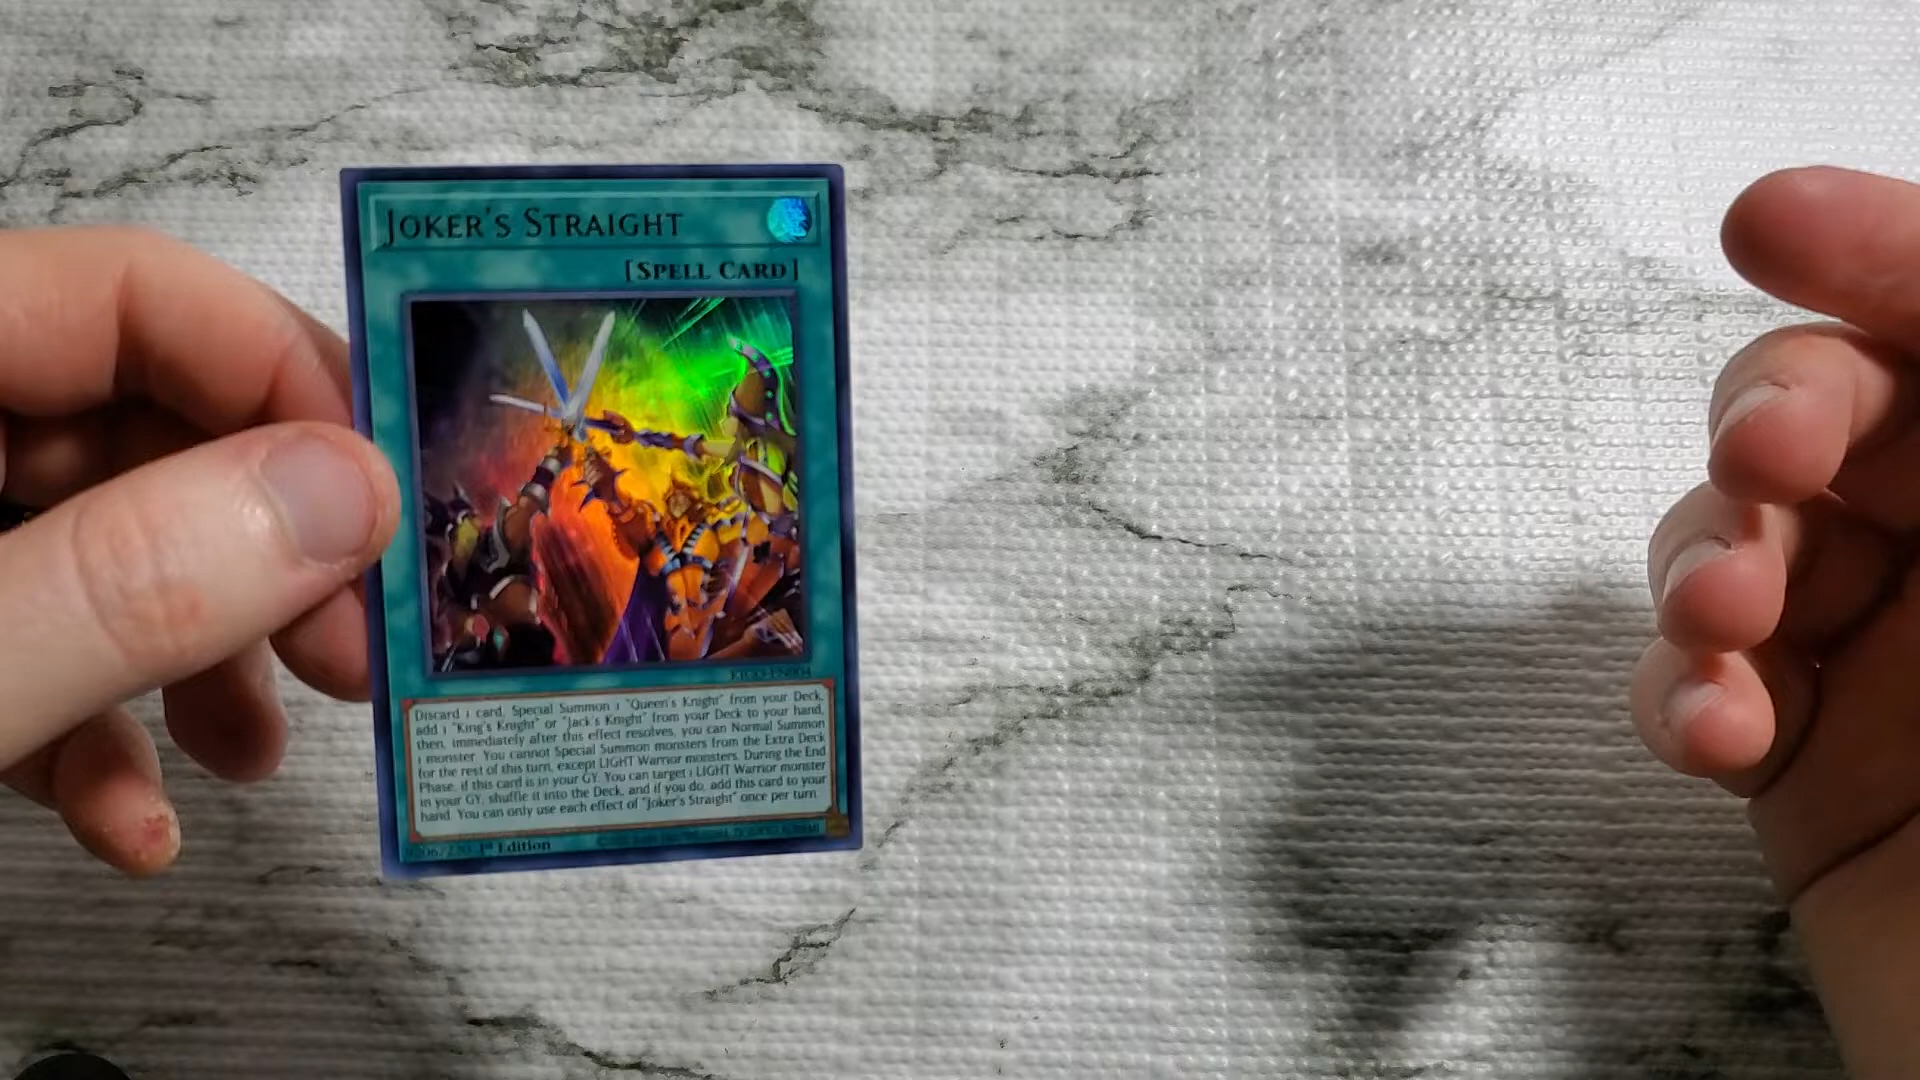 JOKER'S STRAIGHT
[SPELL CARD]
KICO-EN004
Discard 1 card, Special Summon 1 "Queen's Knight" from your Deck,
add 1 "King's Knight" or "Jack's Knight" from your Deck to your hand,
then, immediately after this effect resolves, you can Normal Summon
1 monster. You cannot Special Summon monsters from the Extra Deck
for the rest of this turn, except LIGHT Warrior monsters. During the End
Phase, if this card is in your GY: You can target 1 LIGHT Warrior monster
in your GY; shuffle it into the Deck, and if you do, add this card to your
hand. You can only use each effect of "Joker's Straight" once per turn.
1st Edition